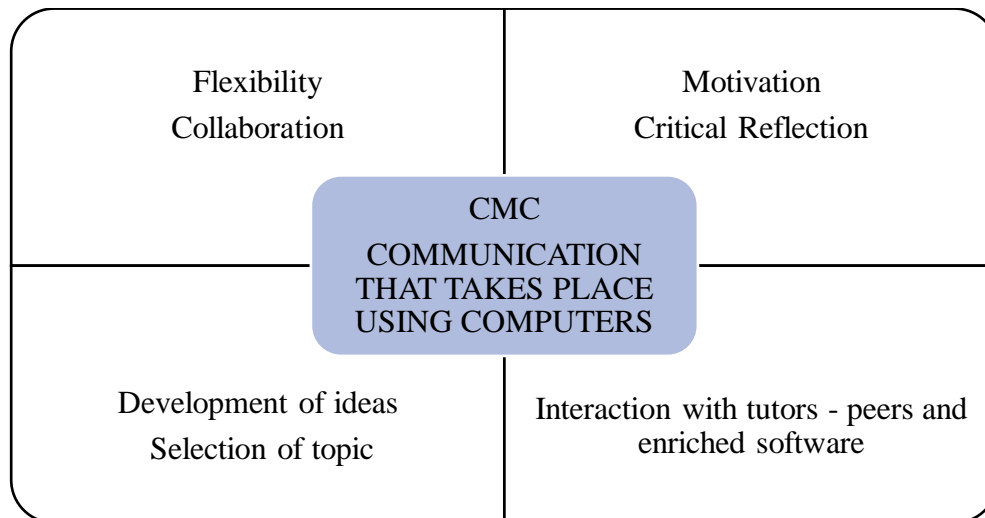 Flexibility
Collaboration
Motivation
Critical Reflection
CMC
COMMUNICATION
THAT TAKES PLACE
USING COMPUTERS
Development of ideas
Selection of topic
Interaction with tutors - peers and
enriched software